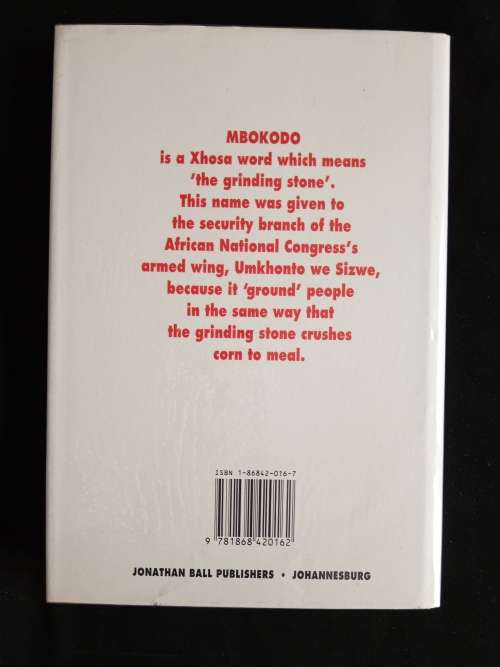 MBOKODO
is a Xhosa word which means
'the grinding stone'.
This name was given to
the security branch of the
African National Congress's
armed wing, Umkhonto we Sizwe,
because it 'ground' people
in the same way that
the grinding stone crushes
corn to meal.
ISBN 1-86842-016-7
9 781868 420162
JONATHAN BALL PUBLISHERS • JOHANNESBURG